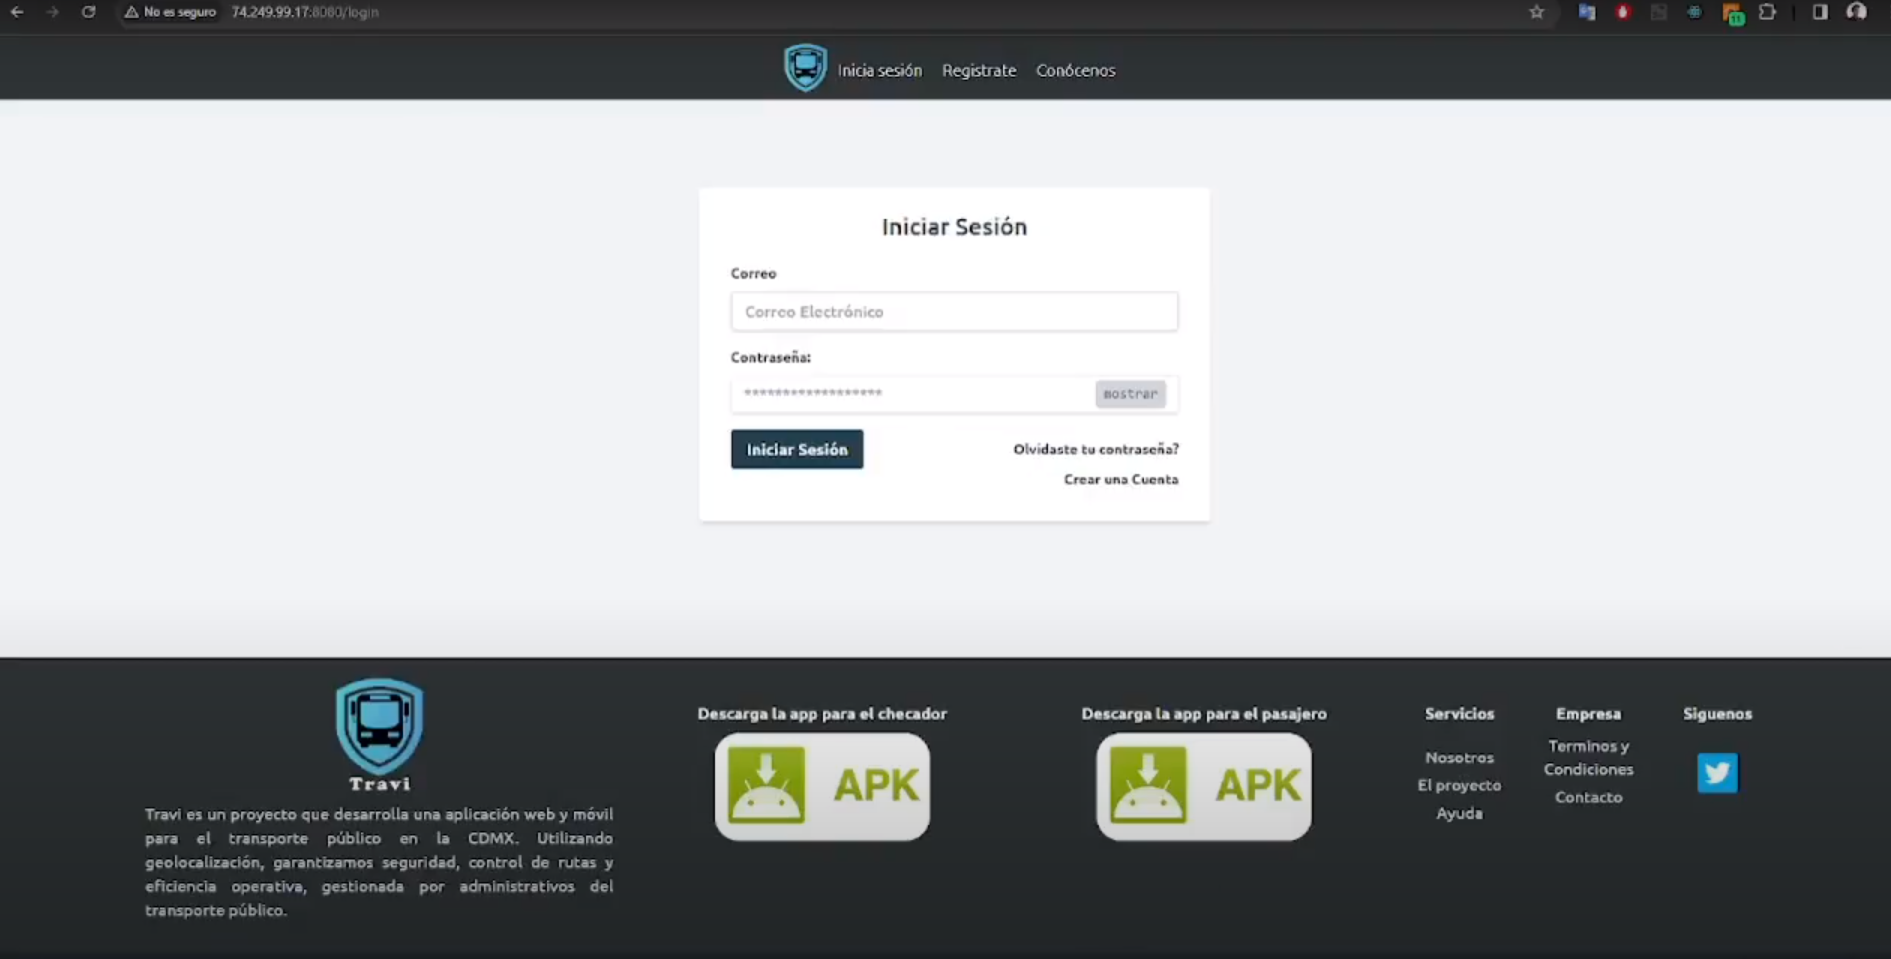 No es seguro 74.249.99.17:8080/login
11
Inicia sesión Registrate Conócenos
Iniciar Sesión
Correo
Correo Electrónico
Contraseña:
******************
mostrar
Iniciar Sesión
Olvidaste tu contraseña?
Crear una Cuenta
Travi
Travi es un proyecto que desarrolla una aplicación web y móvil
para el transporte público en la CDMX. Utilizando
geolocalización, garantizamos seguridad, control de rutas y
eficiencia operativa, gestionada por administrativos del
transporte público.
Descarga la app para el checador
APK
Descarga la app para el pasajero
APK
Servicios
Nosotros
El proyecto
Ayuda
Empresa
Terminos y
Condiciones
Contacto
Siguenos